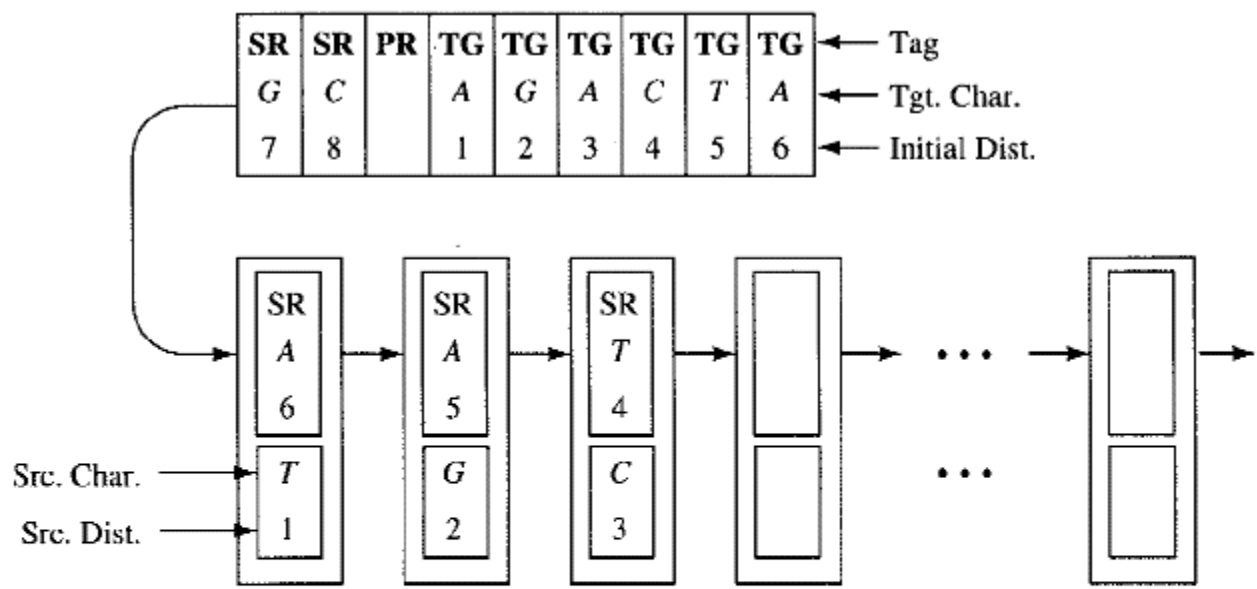 SR SR PR TG TG TG TG TG TG Tag
G C A G A C T A Tgt. Char.
7 8 1 2 3 4 5 6 Initial Dist.
SR SR SR
A A T
6 5 4
Src. Char. T G C
Src. Dist. 1 2 3